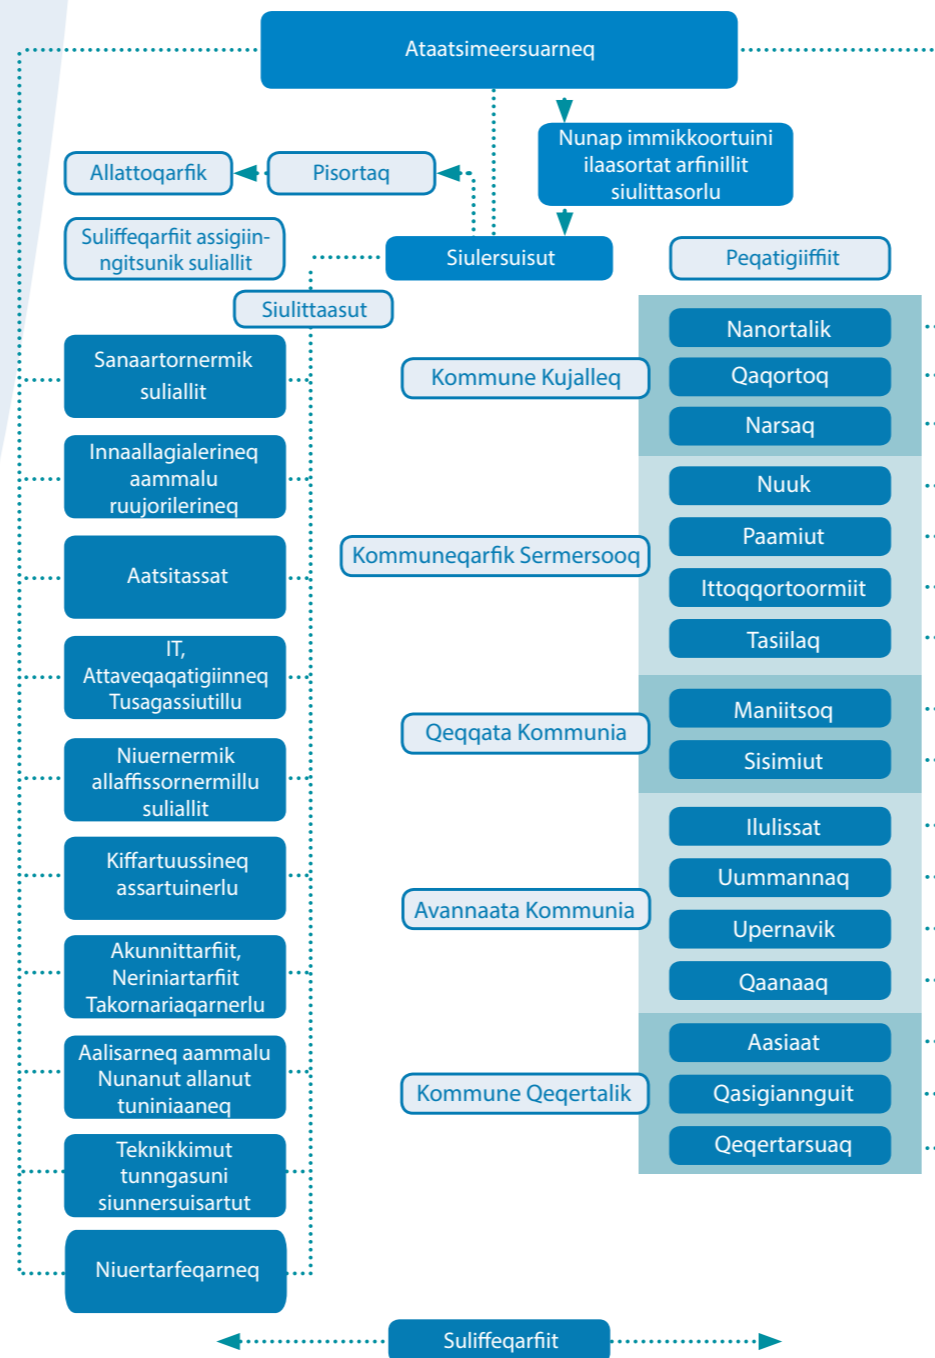 Ataatsimeersuarneq
Nunap immikkoortuini
ilaasortat arfinillit
siulittasorlu
Allattoqarfik
Pisortaq
Suliffeqarfiit assigiin-
ngitsunik suliallit
Siulersuisut
Peqatigiiffiit
Siulittaasut
Sanaartornermik
suliallit
Innaallagialerineq
aammalu
ruujorilerineq
Aatsitassat
IT,
Attaveqaqatigiinneq
Tusagassiutillu
Niuernermik
allaffissornermillu
suliallit
Kiffartuussineq
assartuinerlu
Akunnittarfiit,
Neriniartarfiit
Takornariaqarnerlu
Aalisarneq aammalu
Nunanut allanut
tuniniaaneq
Teknikkimut
tunngasuni
siunnersuisartut
Niuertarfeqarneq
Kommune Kujalleq
Nanortalik
Qaqortoq
Narsaq
Kommuneqarfik Sermersooq
Nuuk
Paamiut
Ittoqqortoormiit
Tasiilaq
Qeqqata Kommunia
Maniitsoq
Sisimiut
Avannaata Kommunia
Ilulissat
Uummannaq
Upernavik
Qaanaaq
Kommune Qeqertalik
Aasiaat
Qasigiannguit
Qeqertarsuaq
Suliffeqarfiit